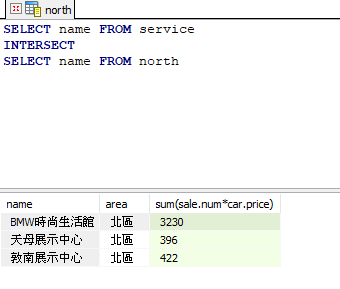 north
SELECT name FROM service
INTERSECT
SELECT name FROM north
name area sum(sale.num*car.price)
BMW時尚生活館 北區 3230
天母展示中心 北區 396
敦南展示中心 北區 422